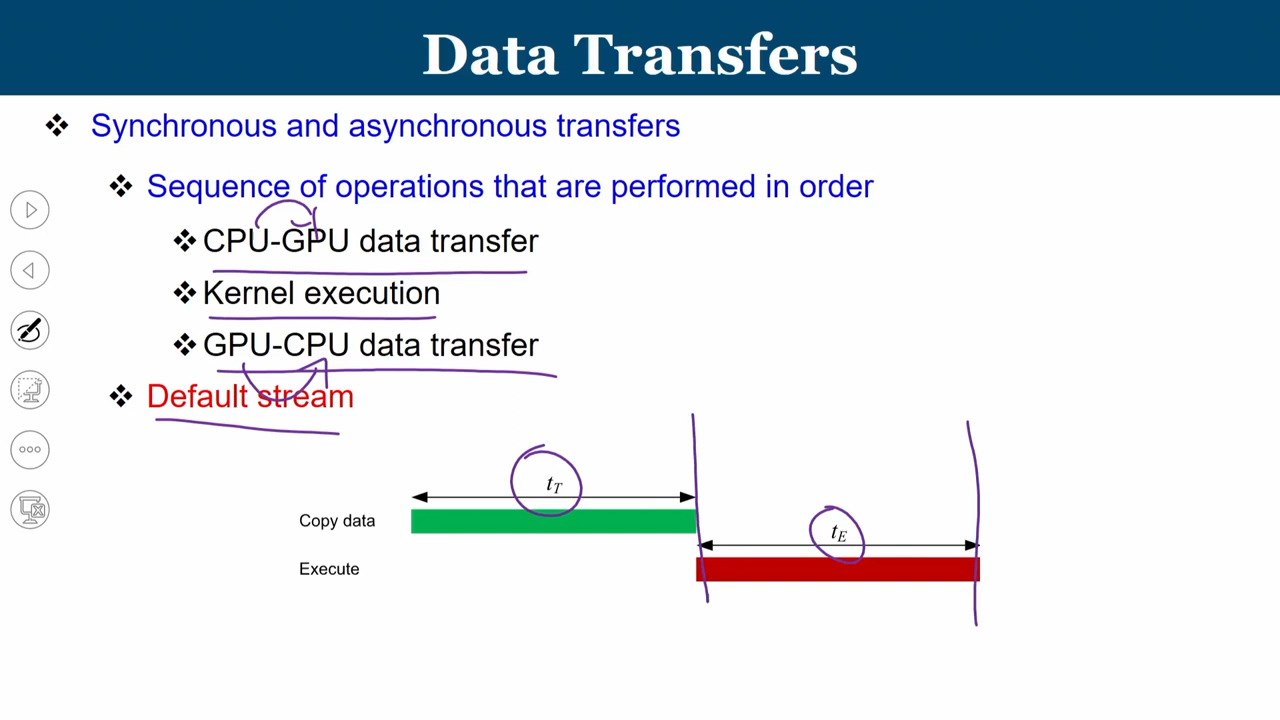 Data Transfers
❖ Synchronous and asynchronous transfers
❖ Sequence of operations that are performed in order
❖ CPU-GPU data transfer
❖ Kernel execution
❖ GPU-CPU data transfer
❖ Default stream
tT
Copy data
tE
Execute